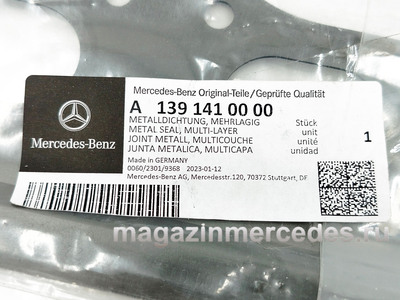 Mercedes-Benz Original-Teile/Geprüfte Qualität
A 139 141 00 00
METALLDICHTUNG, MEHRLAGIG Stück
METAL SEAL, MULTI-LAYER unit
JOINT METALL, MULTICOUCHE unité 1
JUNTA METALICA, MULTICAPA unidad
Mercedes-Benz
Made in GERMANY
0060/2301/9368 2023-01-12
Mercedes-Benz AG, Mercedesstr.120, 70372 Stuttgart, DE
magazinmercedes.ru